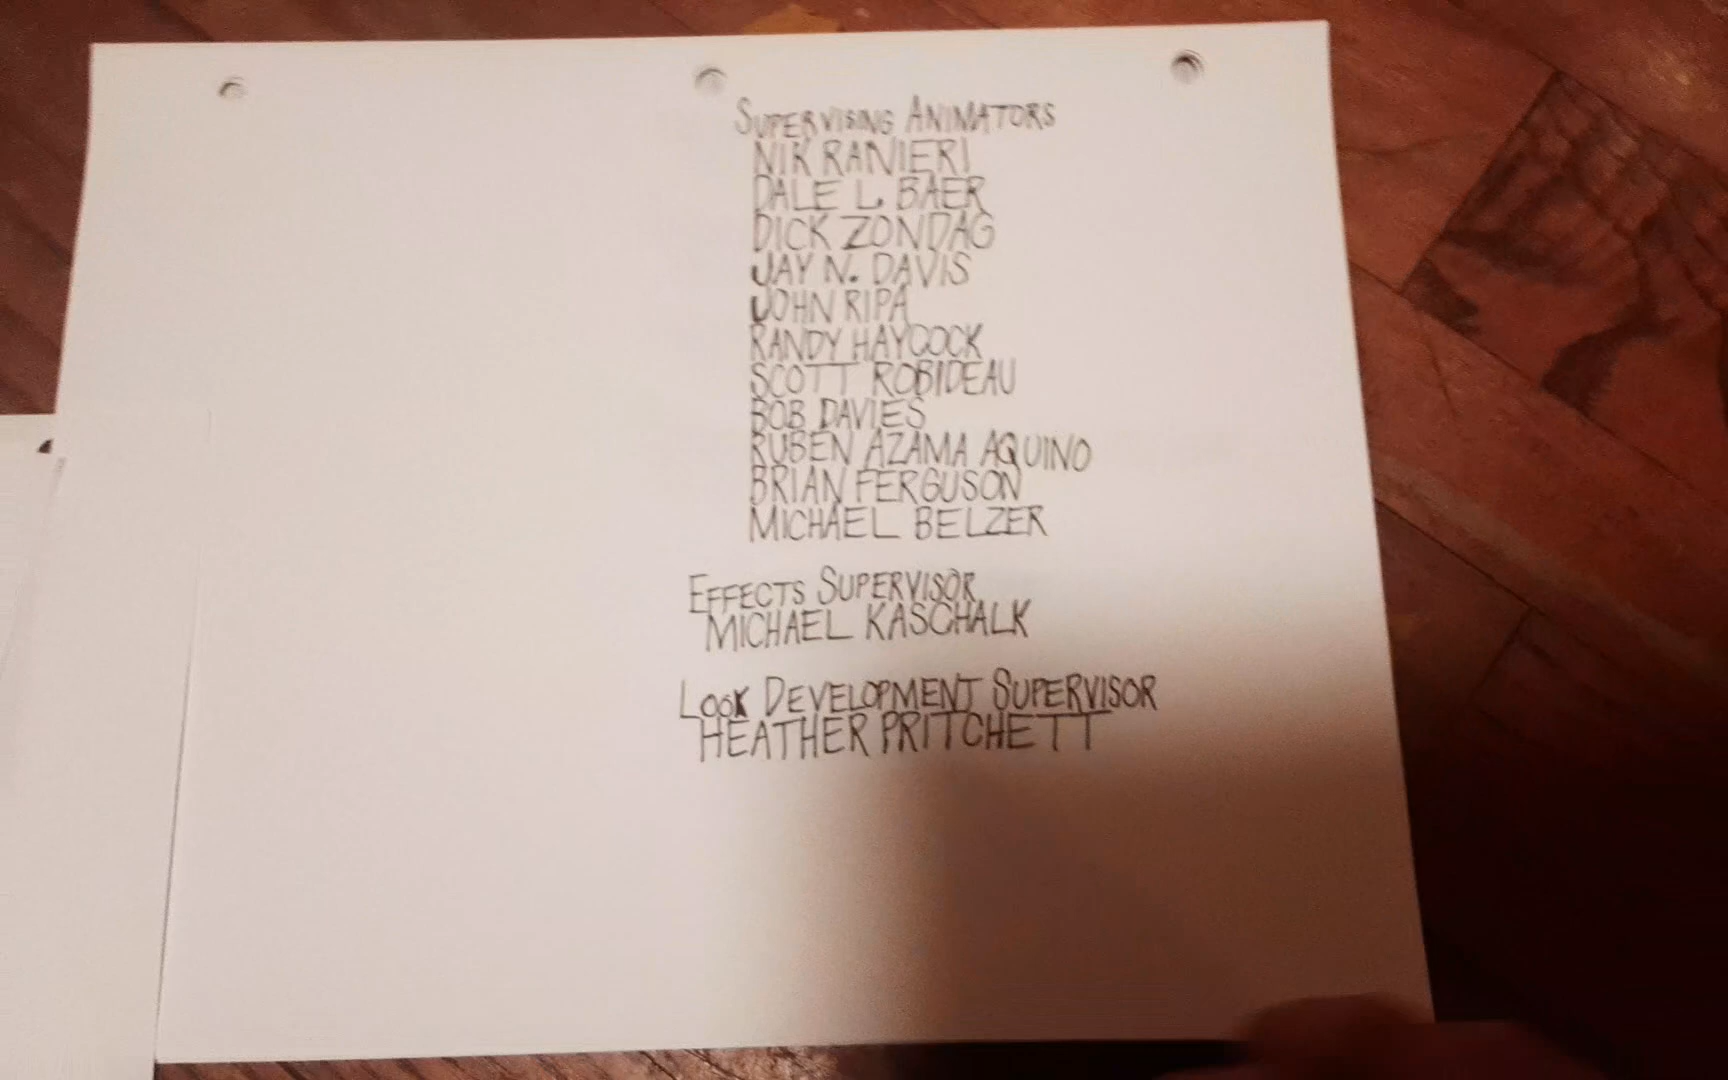 SUPERVISING ANIMATORS
NIK RANIERI
DALE L. BAER
DICK ZONDAG
JAY N. DAVIS
JOHN RIPA
RANDY HAYCOCK
SCOTT ROBIDEAU
BOB DAVIES
RUBEN AZAMA AQUINO
BRIAN FERGUSON
MICHAEL BELZER
EFFECTS SUPERVISOR
MICHAEL KASCHALK
LOOK DEVELOPMENT SUPERVISOR
HEATHER PRITCHETT